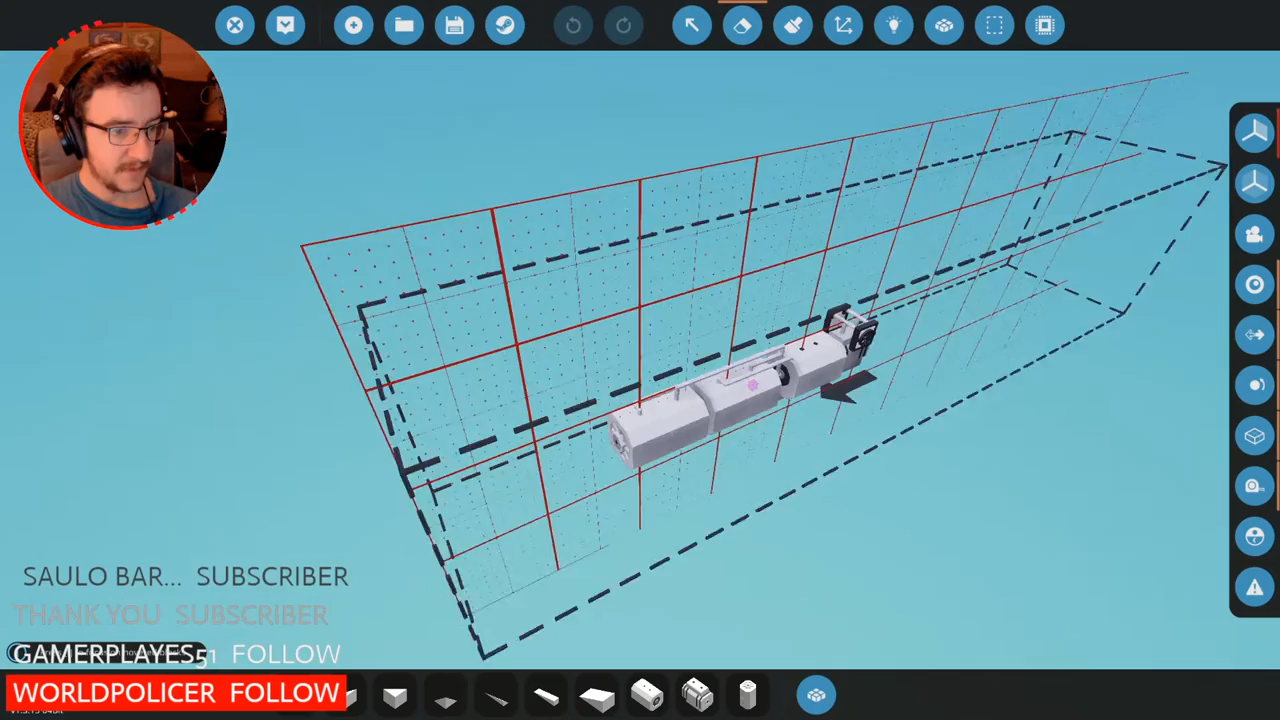 SAULO BAR... SUBSCRIBER
THANK YOU SUBSCRIBER
GAMERPLAYES51 FOLLOW
WORLDPOLICER FOLLOW